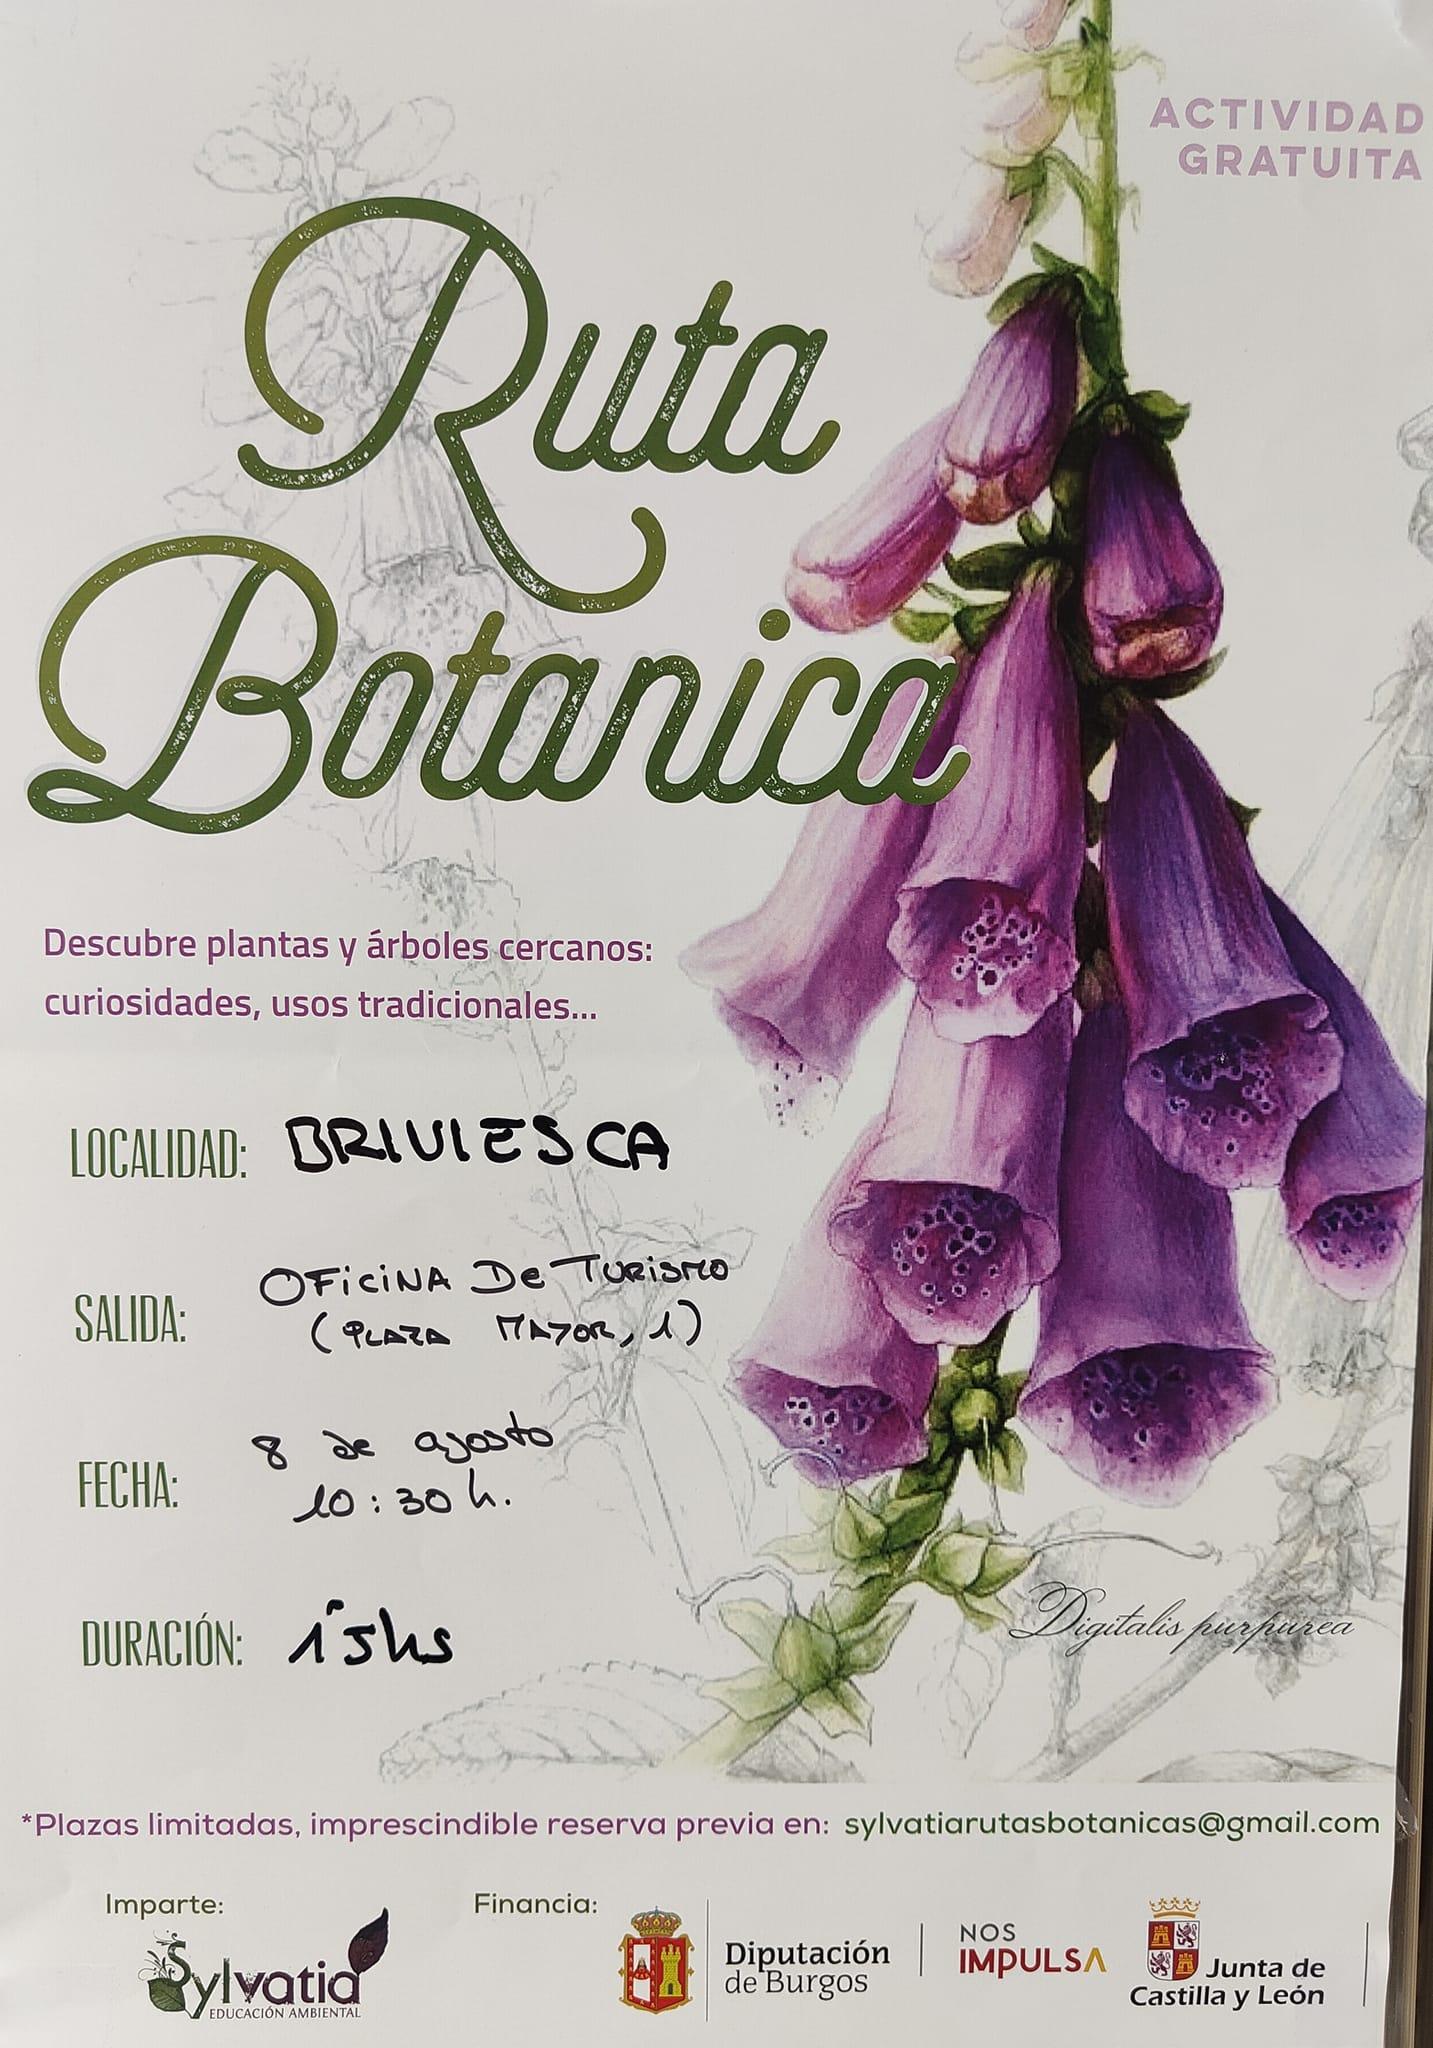 ACTIVIDAD
GRATUITA
Ruta
Botanica
Descubre plantas y árboles cercanos:
curiosidades, usos tradicionales...
LOCALIDAD: BRIVIESCA
SALIDA: OFICINA DE TURISMO
(PLAZA MAYOR, 1)
FECHA: 8 de agosto
10:30 h.
DURACIÓN: 1'5hs
Digitalis purpurea
*Plazas limitadas, imprescindible reserva previa en: sylvatiarutasbotanicas@gmail.com
Imparte:
Sylvatia
EDUCACIÓN AMBIENTAL
Financia:
Diputación
de Burgos
NOS
IMPULSA
Junta de
Castilla y León